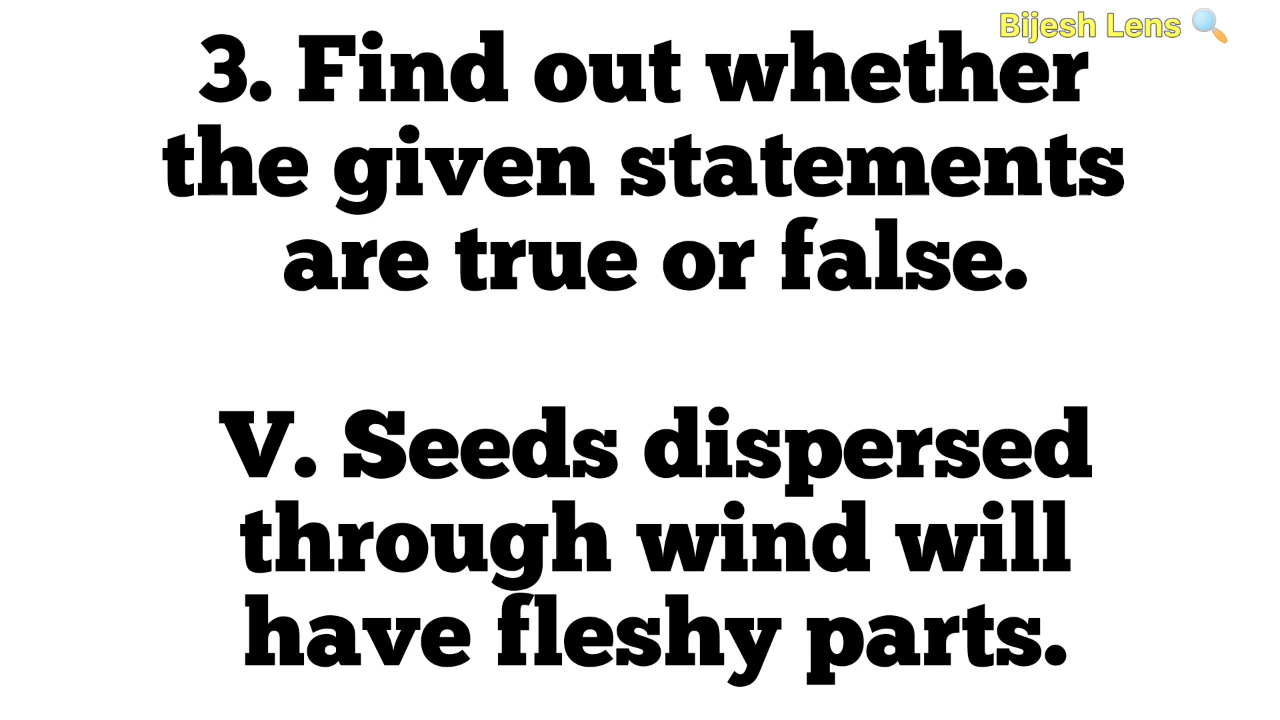 Bijesh Lens
3. Find out whether
the given statements
are true or false.
V. Seeds dispersed
through wind will
have fleshy parts.